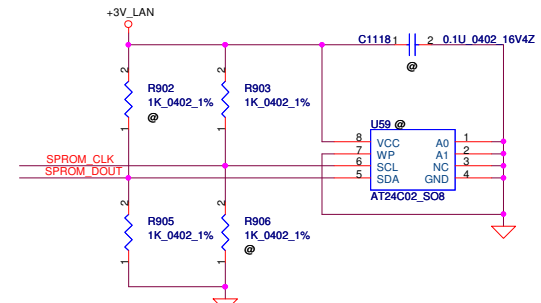 +3V_LAN
C1118 1 2 0.1U_0402_16V4Z
@
2 2
R902 R903
1K_0402_1% 1K_0402_1%
@
1 1
U59 @
8 VCC A0 1
7 WP A1 2
6 SCL NC 3
5 SDA GND 4
AT24C02_SO8
SPROM_CLK
SPROM_DOUT
2 2
R905 R906
1K_0402_1% 1K_0402_1%
@
1 1